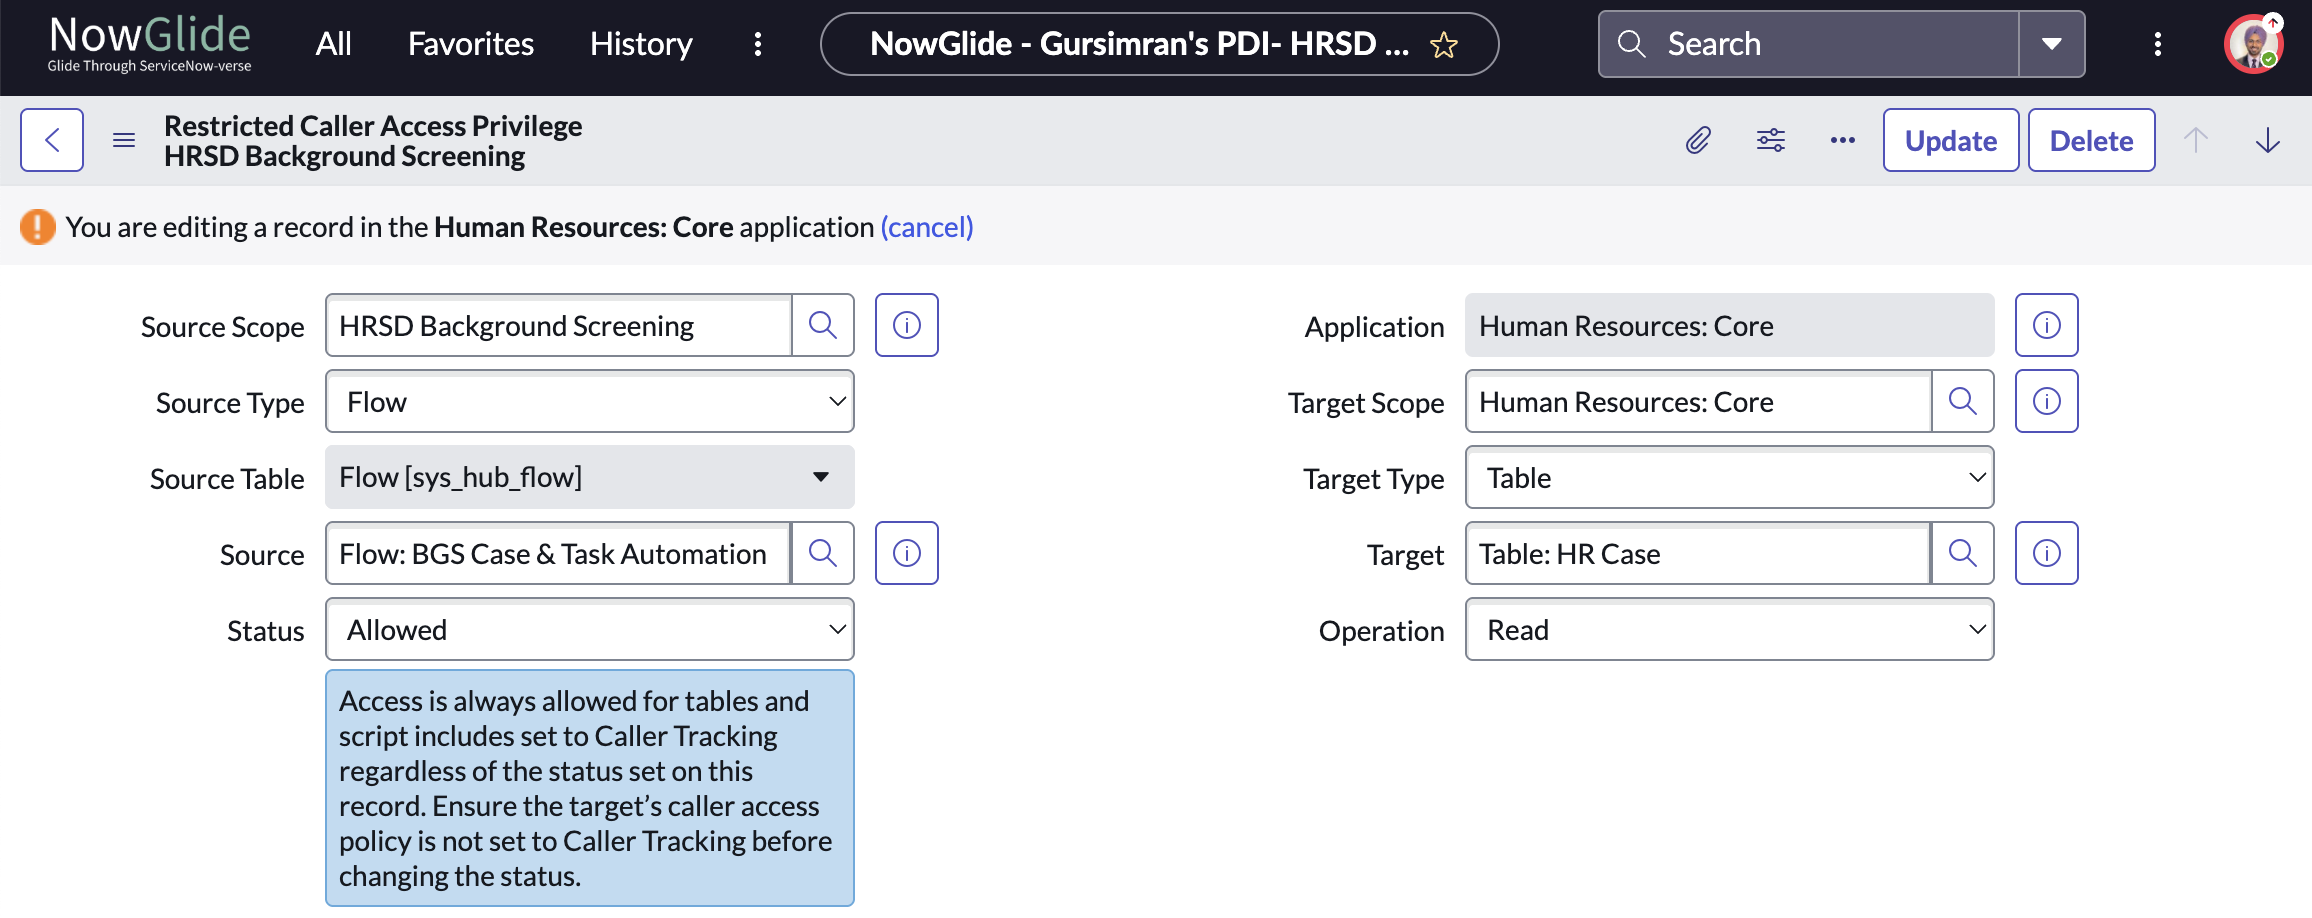 NowGlide
Glide Through ServiceNow-verse
All
Favorites
History
NowGlide - Gursimran's PDI- HRSD ...
Search
Restricted Caller Access Privilege
HRSD Background Screening
Update
Delete
You are editing a record in the Human Resources: Core application (cancel)
Source Scope
HRSD Background Screening
Source Type
Flow
Source Table
Flow [sys_hub_flow]
Source
Flow: BGS Case & Task Automation
Status
Allowed
Access is always allowed for tables and
script includes set to Caller Tracking
regardless of the status set on this
record. Ensure the target’s caller access
policy is not set to Caller Tracking before
changing the status.
Application
Human Resources: Core
Target Scope
Human Resources: Core
Target Type
Table
Target
Table: HR Case
Operation
Read